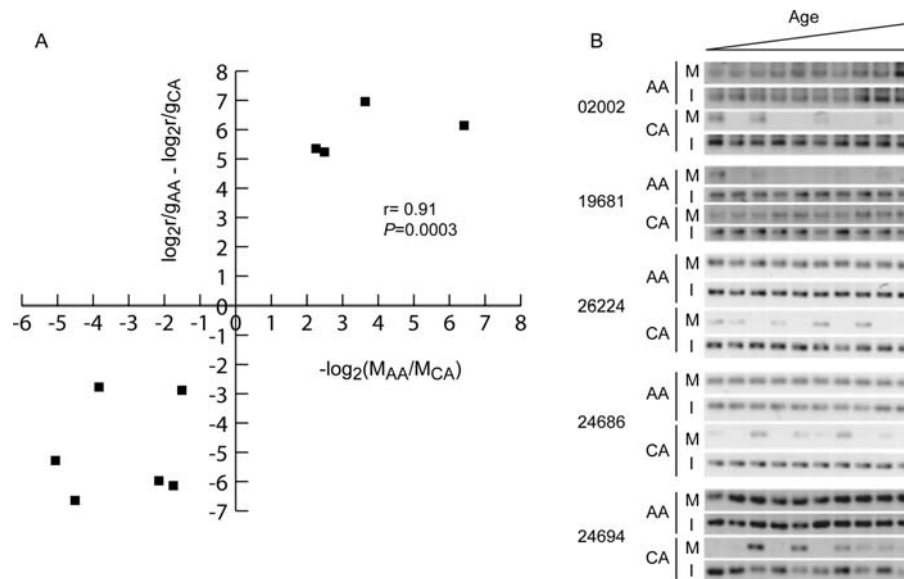 A
log2r/gAA - log2r/gCA
8
7
6
5
4
3
2
1
0
-6 -5 -4 -3 -2 -1 0 1 2 3 4 5 6 7 8
-1
-2
-3
-4
-5
-6
-7
r= 0.91
P=0.0003
-log2(MAA/MCA)
B
Age
02002
AA M
I
CA M
I
19681
AA M
I
CA M
I
26224
AA M
I
CA M
I
24686
AA M
I
CA M
I
24694
AA M
I
CA M
I